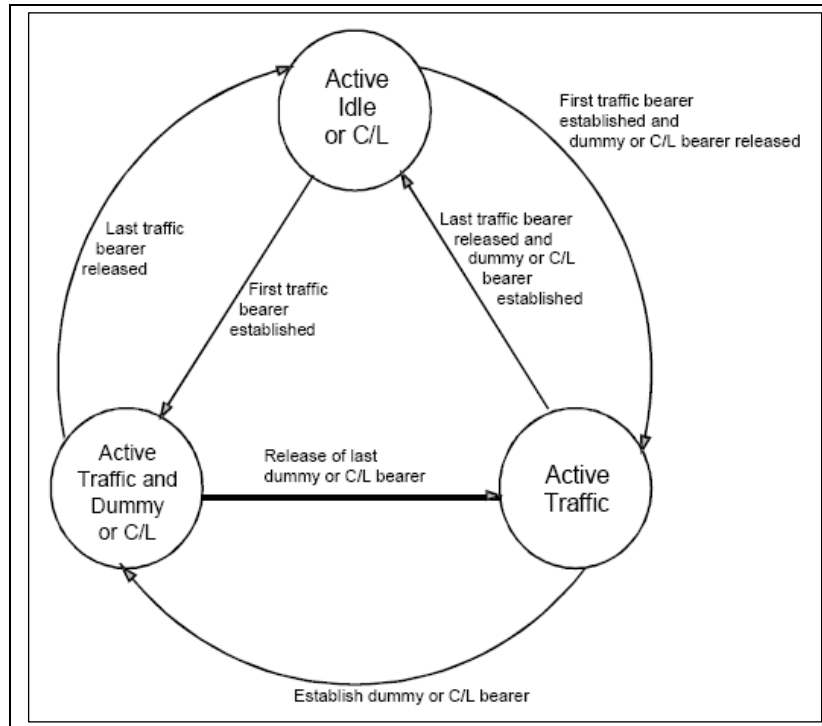 Active
Idle
or C/L
First traffic bearer
established and
dummy or C/L bearer released
Last traffic
bearer
released
Last traffic bearer
released and
dummy or C/L
bearer
established
First traffic
bearer
established
Active
Traffic and
Dummy
or C/L
Release of last
dummy or C/L bearer
Active
Traffic
Establish dummy or C/L bearer